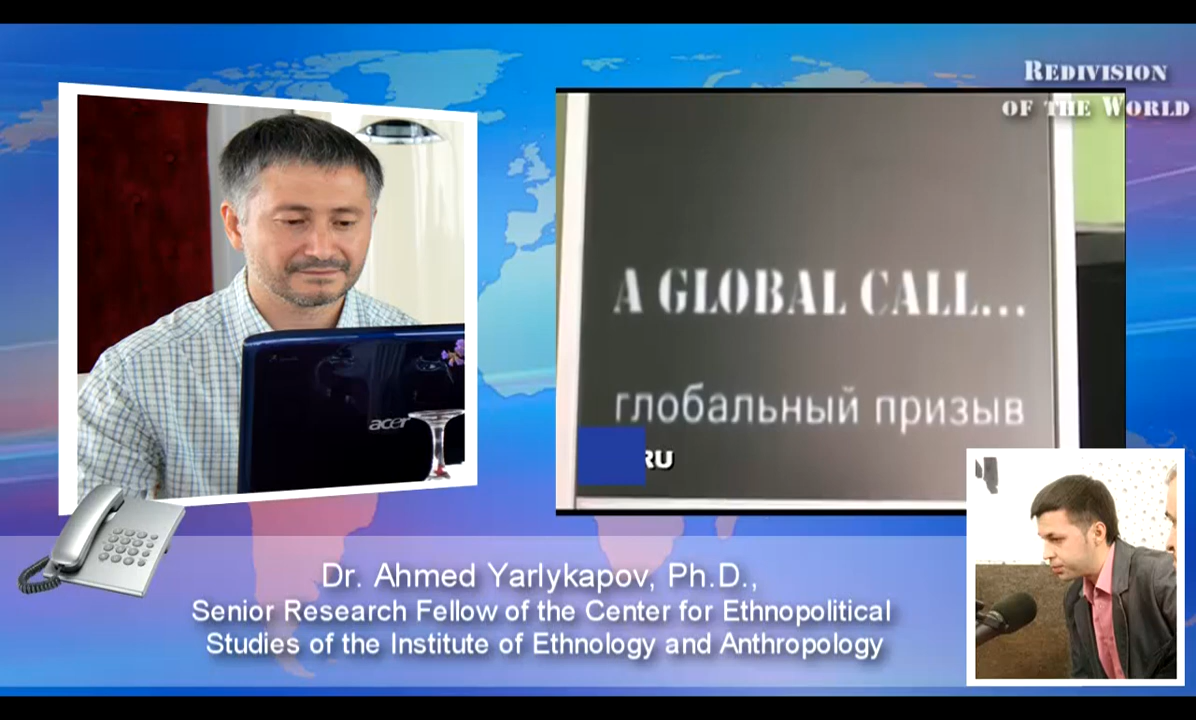 Redivision
of the World
A GLOBAL CALL...
глобальный призыв
RU
acer
Dr. Ahmed Yarlykapov, Ph.D.,
Senior Research Fellow of the Center for Ethnopolitical
Studies of the Institute of Ethnology and Anthropology